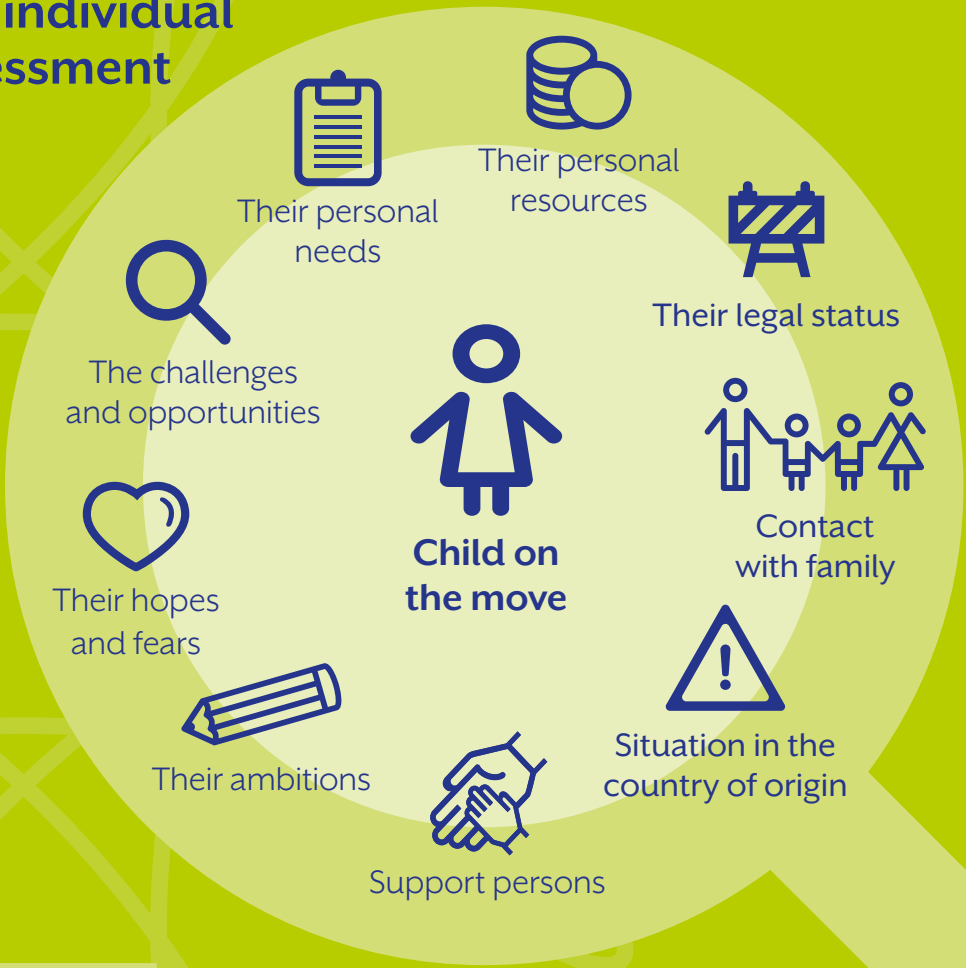 individual
essment
Their personal
resources
Their personal
needs
Their legal status
The challenges
and opportunities
Contact
with family
Child on
the move
Their hopes
and fears
Situation in the
country of origin
Their ambitions
Support persons